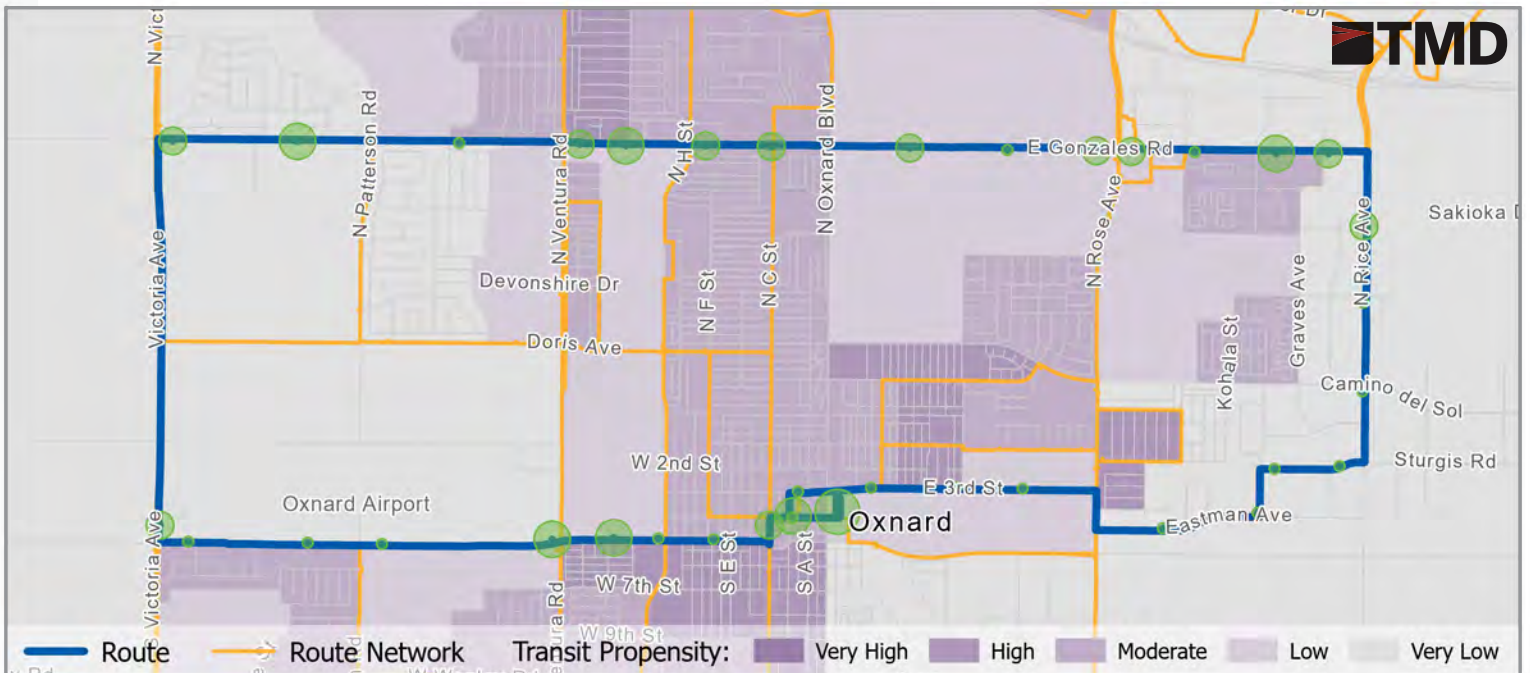 N Vict
TMD
N Patterson Rd
N Ventura Rd
N H St
N Oxnard Blvd
E Gonzales Rd
N Rose Ave
Sakioka D
Victoria Ave
Devonshire Dr
N F St
N C St
N Rice Ave
Graves Ave
Kohala St
Doris Ave
Camino del Sol
W 2nd St
Sturgis Rd
Oxnard Airport
E 3rd St
Oxnard
Eastman Ave
S Victoria Ave
S E St
S A St
W 7th St
tura Rd
W 9th St
Route
Route Network
Transit Propensity:
Very High
High
Moderate
Low
Very Low